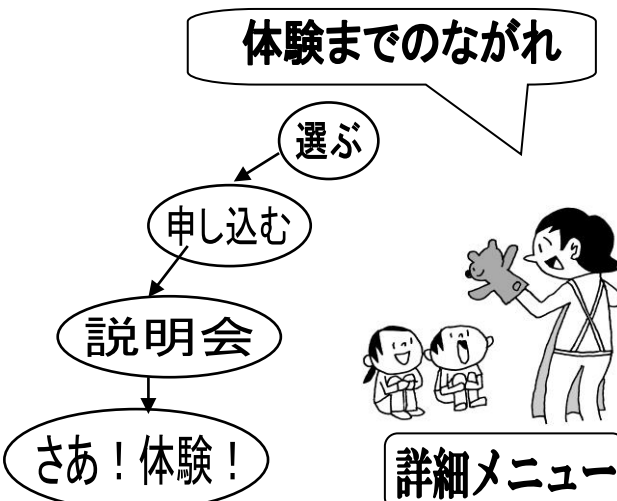 体験までのながれ
選ぶ
申し込む
説明会
さあ！体験！
詳細メニュー